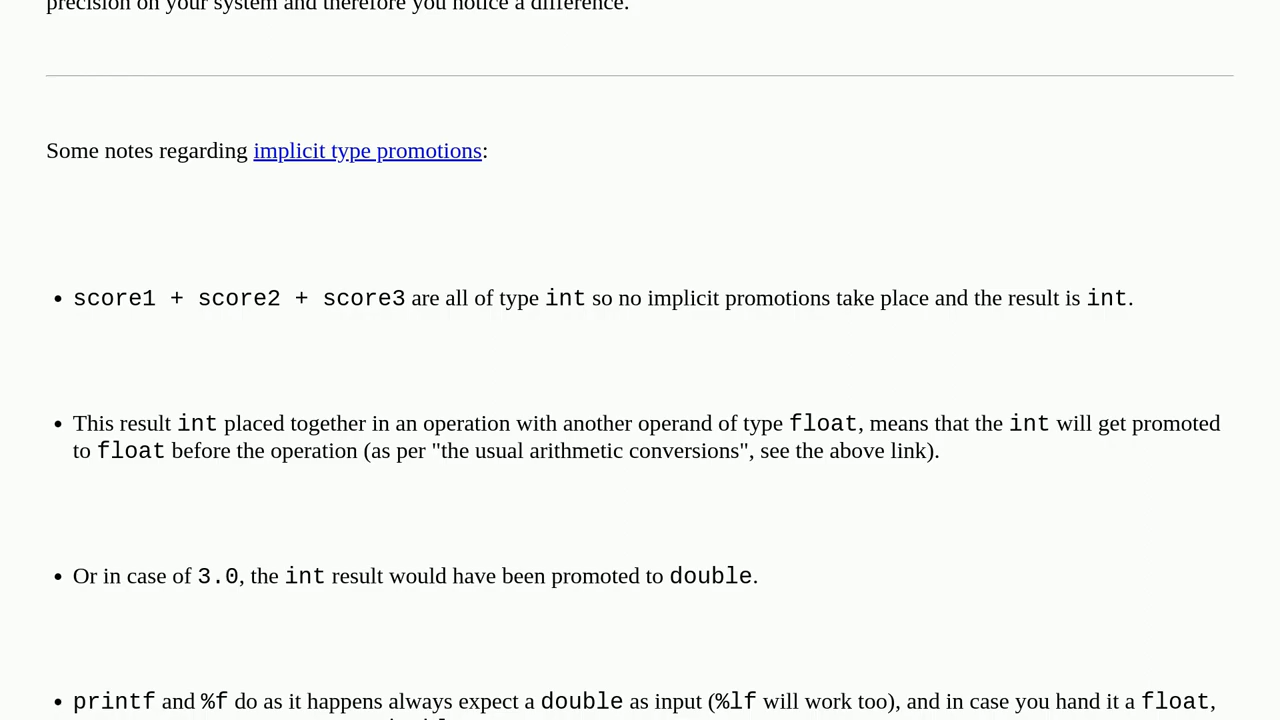 precision on your system and therefore you notice a difference.
Some notes regarding implicit type promotions:
• score1 + score2 + score3 are all of type int so no implicit promotions take place and the result is int.
• This result int placed together in an operation with another operand of type float, means that the int will get promoted
to float before the operation (as per "the usual arithmetic conversions", see the above link).
• Or in case of 3.0, the int result would have been promoted to double.
• printf and %f do as it happens always expect a double as input (%lf will work too), and in case you hand it a float,